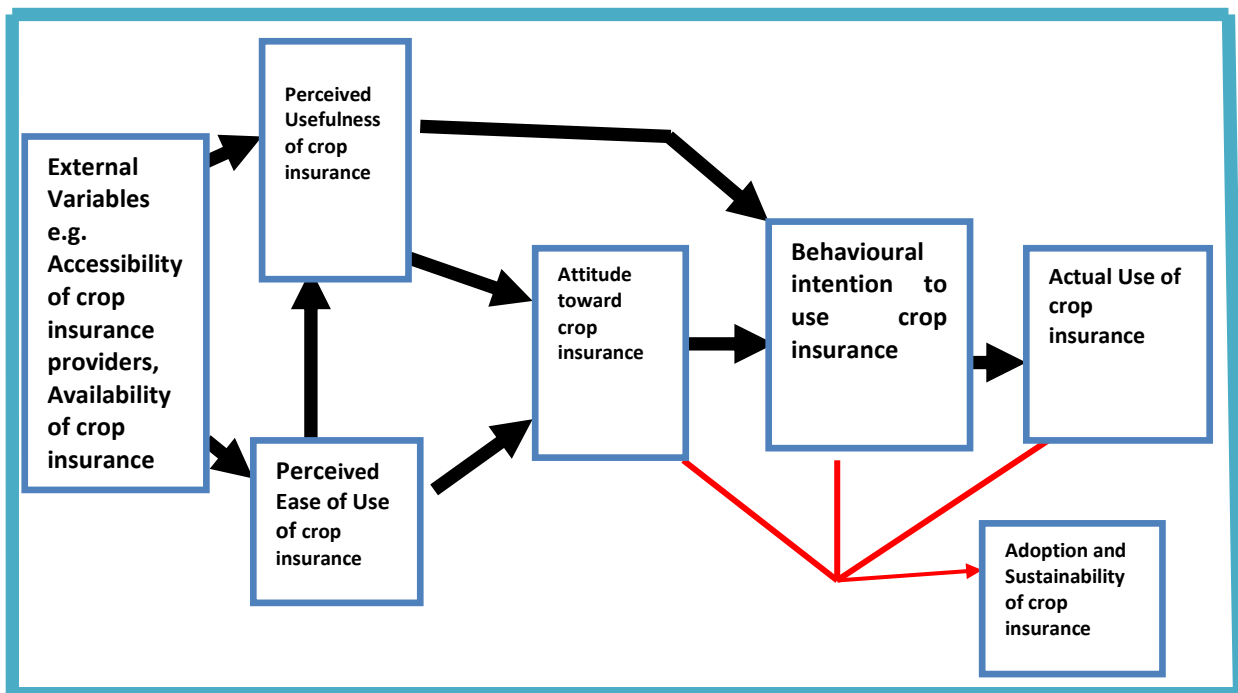 External
Variables
e.g.
Accessibility
of crop
insurance
providers,
Availability
of crop
insurance
Perceived
Usefulness
of crop
insurance
Perceived
Ease of Use
of crop
insurance
Attitude
toward
crop
insurance
Behavioural
intention to
use crop
insurance
Actual Use of
crop
insurance
Adoption and
Sustainability
of crop
insurance